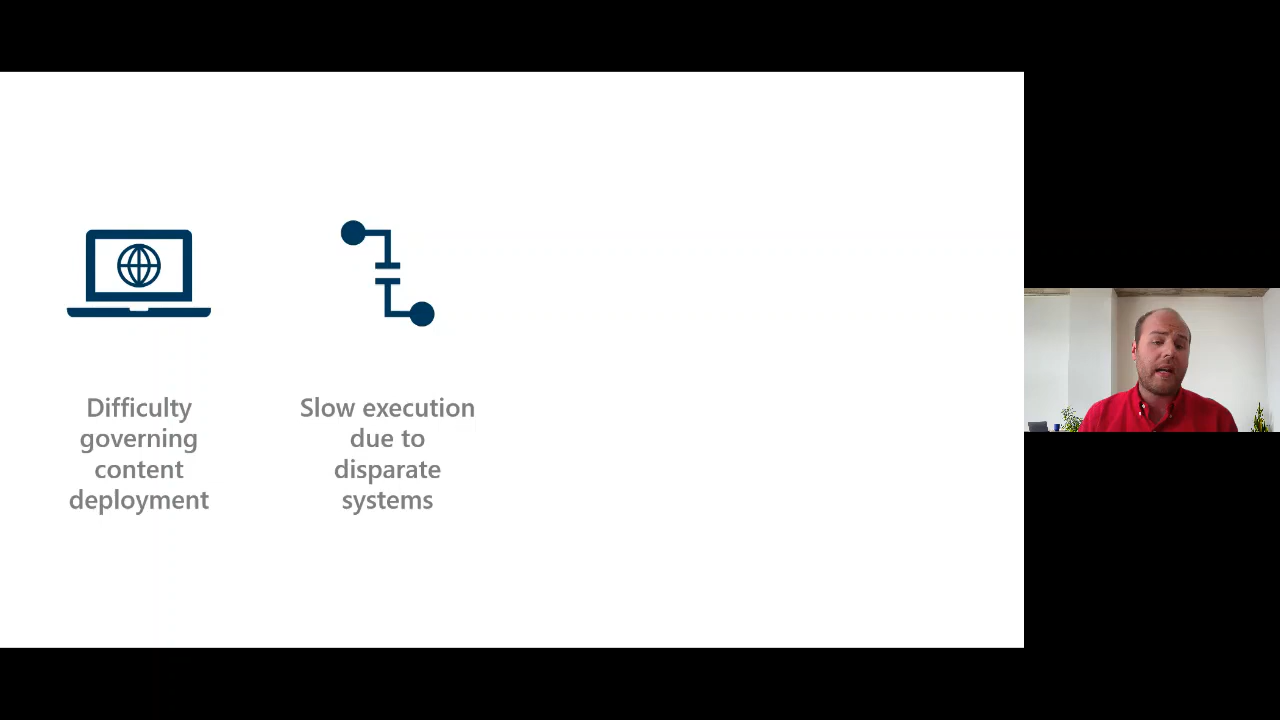 Difficulty
governing
content
deployment
Slow execution
due to
disparate
systems